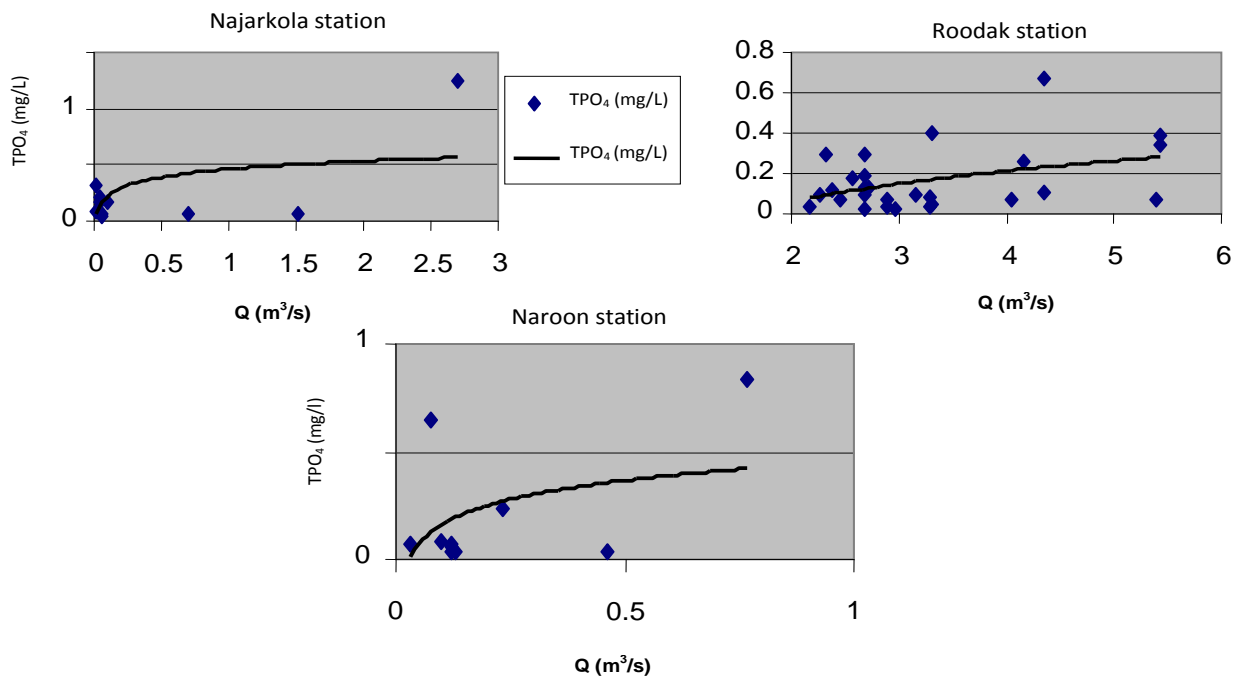 Najarkola station
TPO₄ (mg/L)
1
0
0 0.5 1 1.5 2 2.5 3
Q (m³/s)
TPO₄ (mg/L)
TPO₄ (mg/L)
Roodak station
TPO₄ (mg/L)
0.8
0.6
0.4
0.2
0
2 3 4 5 6
Q (m³/s)
Naroon station
TPO₄ (mg/l)
1
0
0 0.5 1
Q (m³/s)